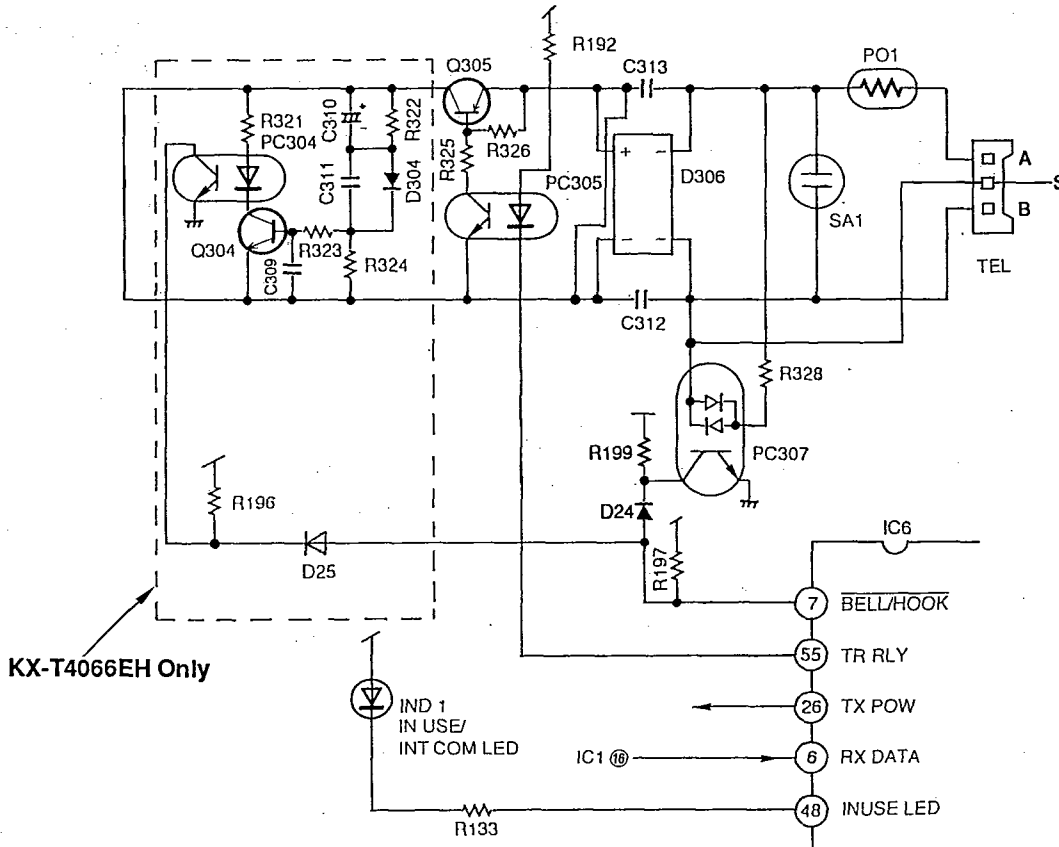 R192
Q305
C313
PO1
R321
PC304
C310
+
−
R322
C311
D304
R325
R326
PC305
+
−
−
−
D306
SA1
A
S
B
TEL
Q304
C309
R323
R324
C312
R328
PC307
R199
D24
R196
D25
R197
IC6
7 BELL/HOOK
KX-T4066EH Only
55 TR RLY
IND 1
IN USE/
INT COM LED
26 TX POW
IC1 ⑯
6 RX DATA
R133
48 INUSE LED